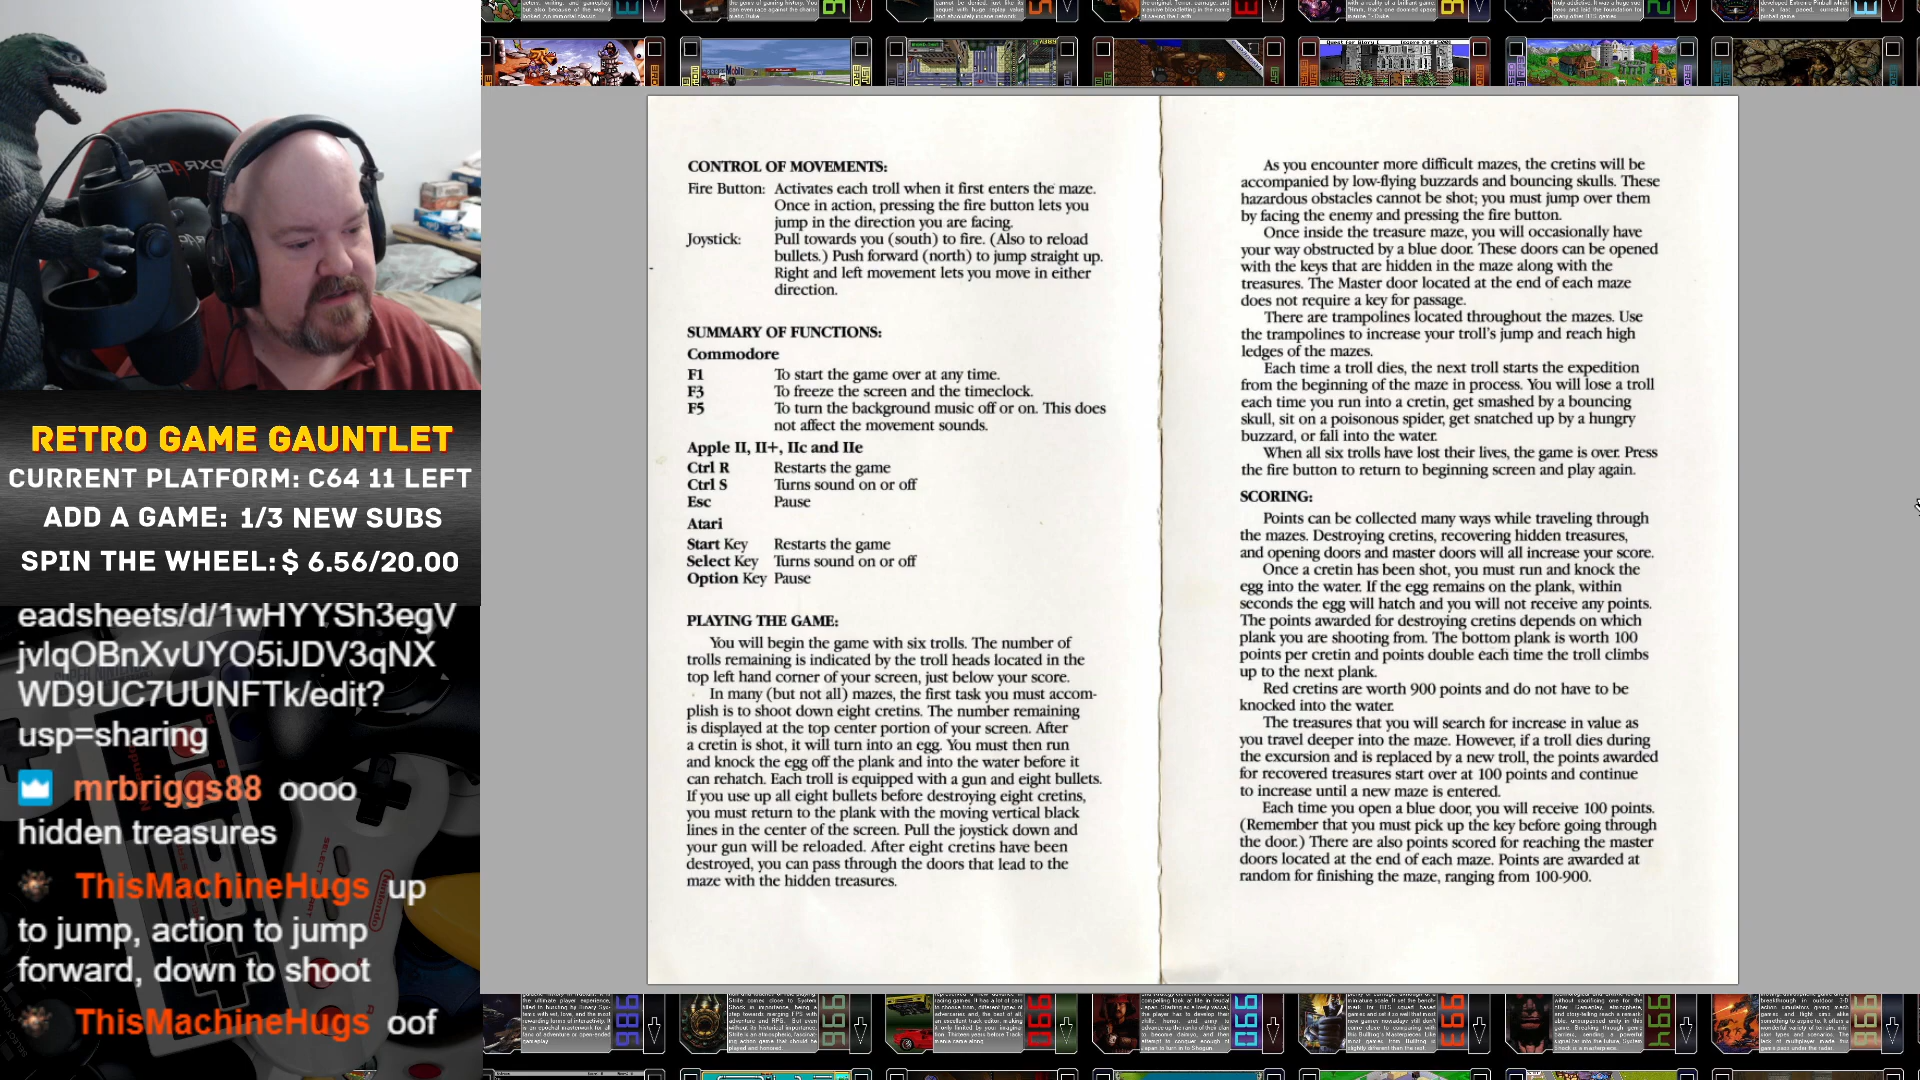 RETRO GAME GAUNTLET
CURRENT PLATFORM: C64 11 LEFT
ADD A GAME: 1/3 NEW SUBS
SPIN THE WHEEL: $ 6.56/20.00
eadsheets/d/1wHYYSh3egV
jvlqOBnXvUYO5iJDV3qNX
WD9UC7UUNFTk/edit?
usp=sharing
mrbriggs88 oooo
hidden treasures
ThisMachineHugs up
to jump, action to jump
forward, down to shoot
ThisMachineHugs oof
CONTROL OF MOVEMENTS:
Fire Button: Activates each troll when it first enters the maze.
Once in action, pressing the fire button lets you
jump in the direction you are facing.
Joystick: Pull towards you (south) to fire. (Also to reload
bullets.) Push forward (north) to jump straight up.
Right and left movement lets you move in either
direction.
SUMMARY OF FUNCTIONS:
Commodore
F1 To start the game over at any time.
F3 To freeze the screen and the timeclock.
F5 To turn the background music off or on. This does
not affect the movement sounds.
Apple II, II+, IIc and IIe
Ctrl R Restarts the game
Ctrl S Turns sound on or off
Esc Pause
Atari
Start Key Restarts the game
Select Key Turns sound on or off
Option Key Pause
PLAYING THE GAME:
You will begin the game with six trolls. The number of
trolls remaining is indicated by the troll heads located in the
top left hand corner of your screen, just below your score.
In many (but not all) mazes, the first task you must accom-
plish is to shoot down eight cretins. The number remaining
is displayed at the top center portion of your screen. After
a cretin is shot, it will turn into an egg. You must then run
and knock the egg off the plank and into the water before it
can rehatch. Each troll is equipped with a gun and eight bullets.
If you use up all eight bullets before destroying eight cretins,
you must return to the plank with the moving vertical black
lines in the center of the screen. Pull the joystick down and
your gun will be reloaded. After eight cretins have been
destroyed, you can pass through the doors that lead to the
maze with the hidden treasures.
As you encounter more difficult mazes, the cretins will be
accompanied by low-flying buzzards and bouncing skulls. These
hazardous obstacles cannot be shot; you must jump over them
by facing the enemy and pressing the fire button.
Once inside the treasure maze, you will occasionally have
your way obstructed by a blue door. These doors can be opened
with the keys that are hidden in the maze along with the
treasures. The Master door located at the end of each maze
does not require a key for passage.
There are trampolines located throughout the mazes. Use
the trampolines to increase your troll's jump and reach high
ledges of the mazes.
Each time a troll dies, the next troll starts the expedition
from the beginning of the maze in process. You will lose a troll
each time you run into a cretin, get smashed by a bouncing
skull, sit on a poisonous spider, get snatched up by a hungry
buzzard, or fall into the water.
When all six trolls have lost their lives, the game is over. Press
the fire button to return to beginning screen and play again.
SCORING:
Points can be collected many ways while traveling through
the mazes. Destroying cretins, recovering hidden treasures,
and opening doors and master doors will all increase your score.
Once a cretin has been shot, you must run and knock the
egg into the water. If the egg remains on the plank, within
seconds the egg will hatch and you will not receive any points.
The points awarded for destroying cretins depends on which
plank you are shooting from. The bottom plank is worth 100
points per cretin and points double each time the troll climbs
up to the next plank.
Red cretins are worth 900 points and do not have to be
knocked into the water.
The treasures that you will search for increase in value as
you travel deeper into the maze. However, if a troll dies during
the excursion and is replaced by a new troll, the points awarded
for recovered treasures start over at 100 points and continue
to increase until a new maze is entered.
Each time you open a blue door, you will receive 100 points.
(Remember that you must pick up the key before going through
the door.) There are also points scored for reaching the master
doors located at the end of each maze. Points are awarded at
random for finishing the maze, ranging from 100-900.